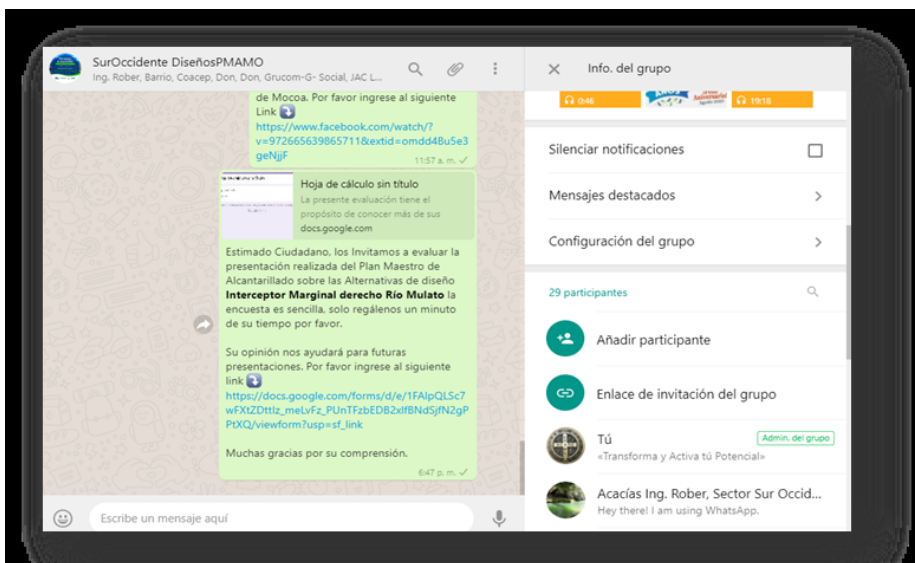 SurOccidente DiseñosPMAMO
Ing. Rober, Barrio, Coacep, Don, Don, Grucom-G- Social, JAC L...
de Mocoa. Por favor ingrese al siguiente
Link
https://www.facebook.com/watch/?
v=972665639865711&extid=omdd4Bu5e3
geNjjF
11:57 a. m.
Hoja de cálculo sin título
La presente evaluación tiene el
propósito de conocer más de sus
docs.google.com
Estimado Ciudadano, los Invitamos a evaluar la
presentación realizada del Plan Maestro de
Alcantarillado sobre las Alternativas de diseño
Interceptor Marginal derecho Río Mulato la
encuesta es sencilla, solo regálenos un minuto
de su tiempo por favor.
Su opinión nos ayudará para futuras
presentaciones. Por favor ingrese al siguiente
link
https://docs.google.com/forms/d/e/1FAIpQLSc7
wFXtZDttIz_meLvFz_PUnTFzbEDB2xlfBNdSjfN2gP
PtXQ/viewform?usp=sf_link
Muchas gracias por su comprensión.
6:47 p. m.
Escribe un mensaje aquí
Info. del grupo
0:46
19:18
Silenciar notificaciones
Mensajes destacados
Configuración del grupo
29 participantes
Añadir participante
Enlace de invitación del grupo
Tú
Admin. del grupo
«Transforma y Activa tú Potencial»
Acacías Ing. Rober, Sector Sur Occid...
Hey there! I am using WhatsApp.